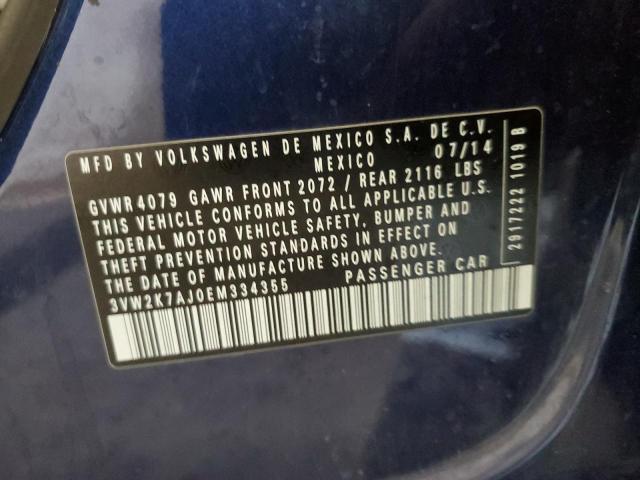 MFD BY VOLKSWAGEN DE MEXICO S.A. DE C.V.
MEXICO 07/14
GVWR 4079 GAWR FRONT 2072 / REAR 2116 LBS
THIS VEHICLE CONFORMS TO ALL APPLICABLE U.S.
FEDERAL MOTOR VEHICLE SAFETY, BUMPER AND
THEFT PREVENTION STANDARDS IN EFFECT ON
THE DATE OF MANUFACTURE SHOWN ABOVE.
3VW2K7AJ0EM334355 PASSENGER CAR
2917222 1019 B